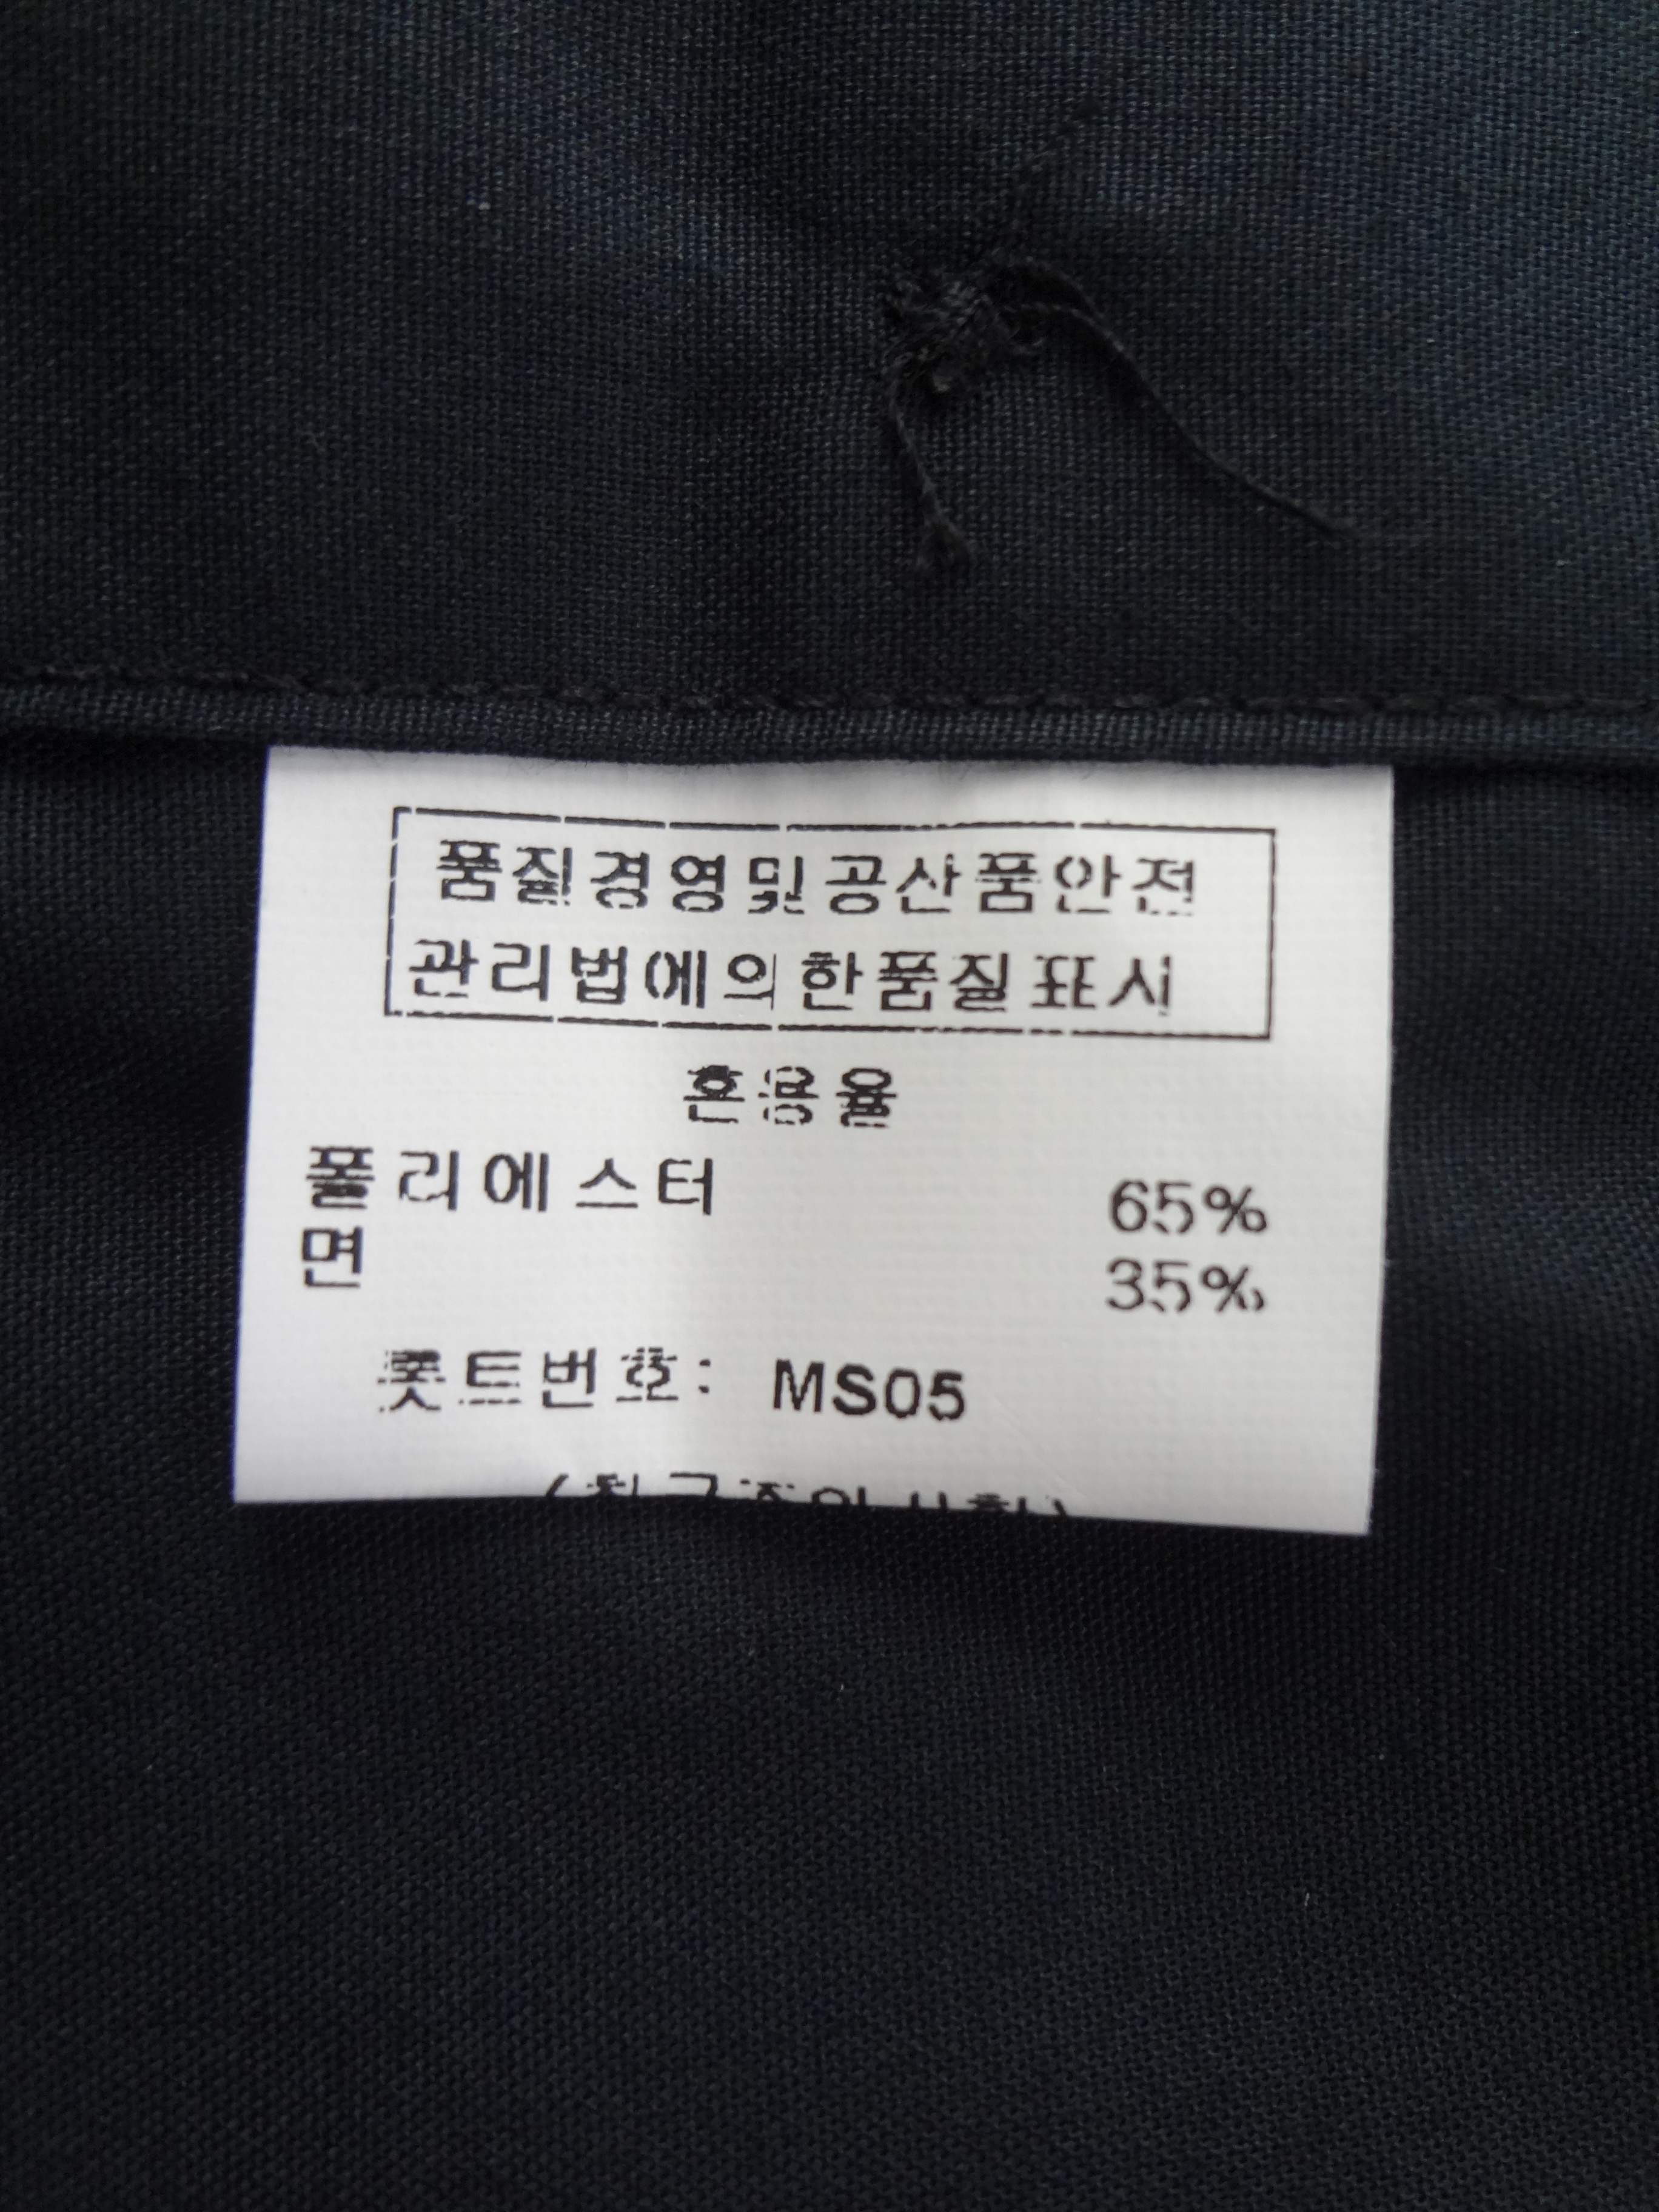 품질경영및공산품안전
관리법에의한품질표시
혼용율
폴리에스터 65%
면 35%
롯트번호: MS05